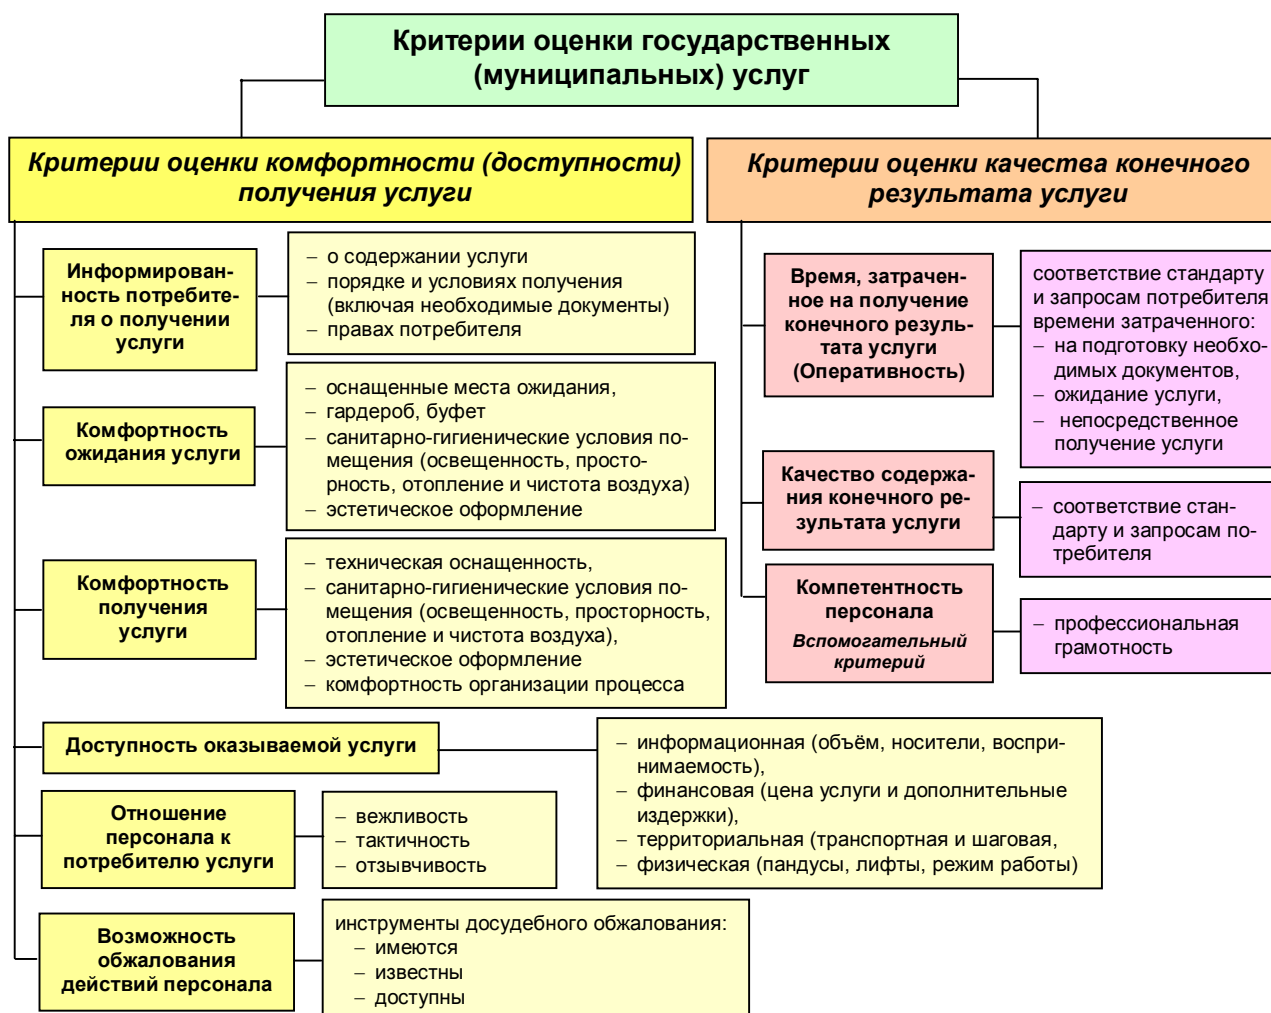 Критерии оценки государственных
(муниципальных) услуг
Критерии оценки комфортности (доступности)
получения услуги
Информирован-
ность потребите-
ля о получении
услуги
– о содержании услуги
– порядке и условиях получения
(включая необходимые документы)
– правах потребителя
Комфортность
ожидания услуги
– оснащенные места ожидания,
– гардероб, буфет
– санитарно-гигиенические условия по-
мещения (освещенность, простор-
ность, отопление и чистота воздуха)
– эстетическое оформление
Комфортность
получения
услуги
– техническая оснащенность,
– санитарно-гигиенические условия по-
мещения (освещенность, просторность,
отопление и чистота воздуха),
– эстетическое оформление
– комфортность организации процесса
Доступность оказываемой услуги
– информационная (объём, носители, воспри-
нимаемость),
– финансовая (цена услуги и дополнительные
издержки),
– территориальная (транспортная и шаговая,
– физическая (пандусы, лифты, режим работы)
Отношение
персонала к
потребителю услуги
– вежливость
– тактичность
– отзывчивость
Возможность
обжалования
действий персонала
инструменты досудебного обжалования:
– имеются
– известны
– доступны
Критерии оценки качества конечного
результата услуги
Время, затрачен-
ное на получение
конечного резуль-
тата услуги
(Оперативность)
соответствие стандарту
и запросам потребителя
времени затраченного:
– на подготовку необхо-
димых документов,
– ожидание услуги,
– непосредственное
получение услуги
Качество содержа-
ния конечного ре-
зультата услуги
– соответствие стан-
дарту и запросам по-
требителя
Компетентность
персонала
Вспомогательный
критерий
– профессиональная
грамотность